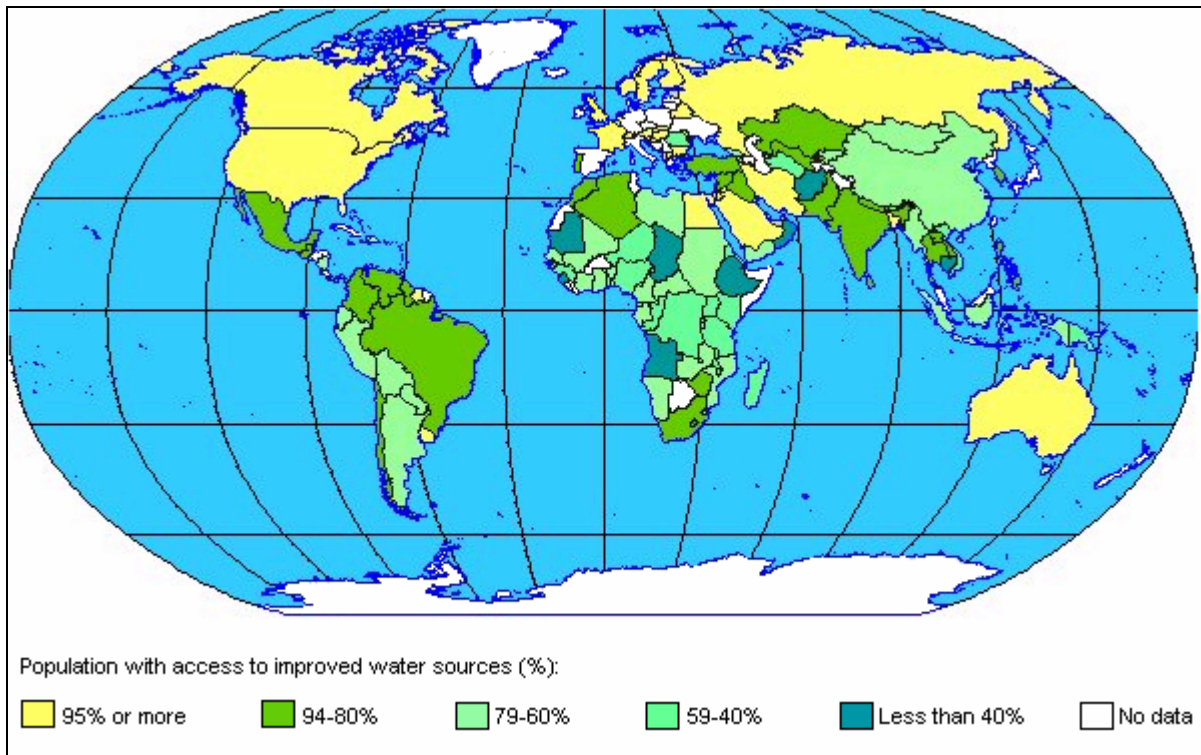 Population with access to improved water sources (%):
95% or more 94-80% 79-60% 59-40% Less than 40% No data